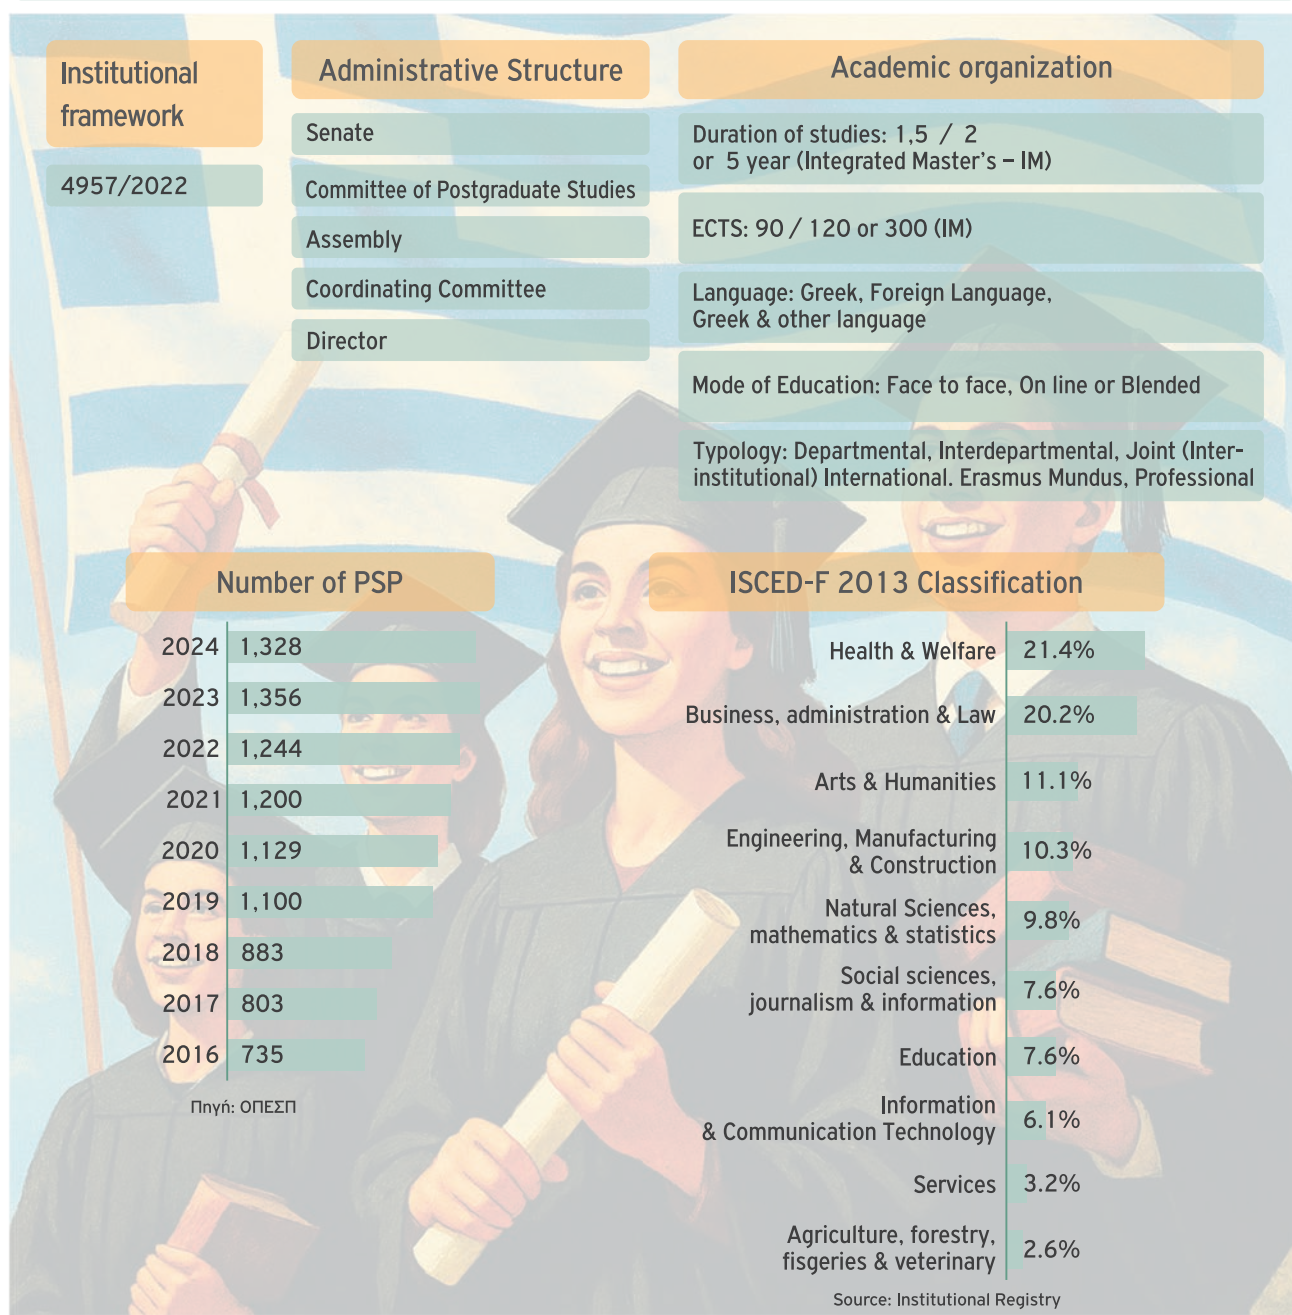 Institutional
framework
4957/2022
Administrative Structure
Senate
Committee of Postgraduate Studies
Assembly
Coordinating Committee
Director
Academic organization
Duration of studies: 1,5 / 2
or 5 year (Integrated Master's – IM)
ECTS: 90 / 120 or 300 (IM)
Language: Greek, Foreign Language,
Greek & other language
Mode of Education: Face to face, On line or Blended
Typology: Departmental, Interdepartmental, Joint (Inter-
institutional) International. Erasmus Mundus, Professional
Number of PSP
2024 1,328
2023 1,356
2022 1,244
2021 1,200
2020 1,129
2019 1,100
2018 883
2017 803
2016 735
Πηγή: ΟΠΕΣΠ
ISCED-F 2013 Classification
Health & Welfare 21.4%
Business, administration & Law 20.2%
Arts & Humanities 11.1%
Engineering, Manufacturing
& Construction 10.3%
Natural Sciences,
mathematics & statistics 9.8%
Social sciences,
journalism & information 7.6%
Education 7.6%
Information
& Communication Technology 6.1%
Services 3.2%
Agriculture, forestry,
fisgeries & veterinary 2.6%
Source: Institutional Registry